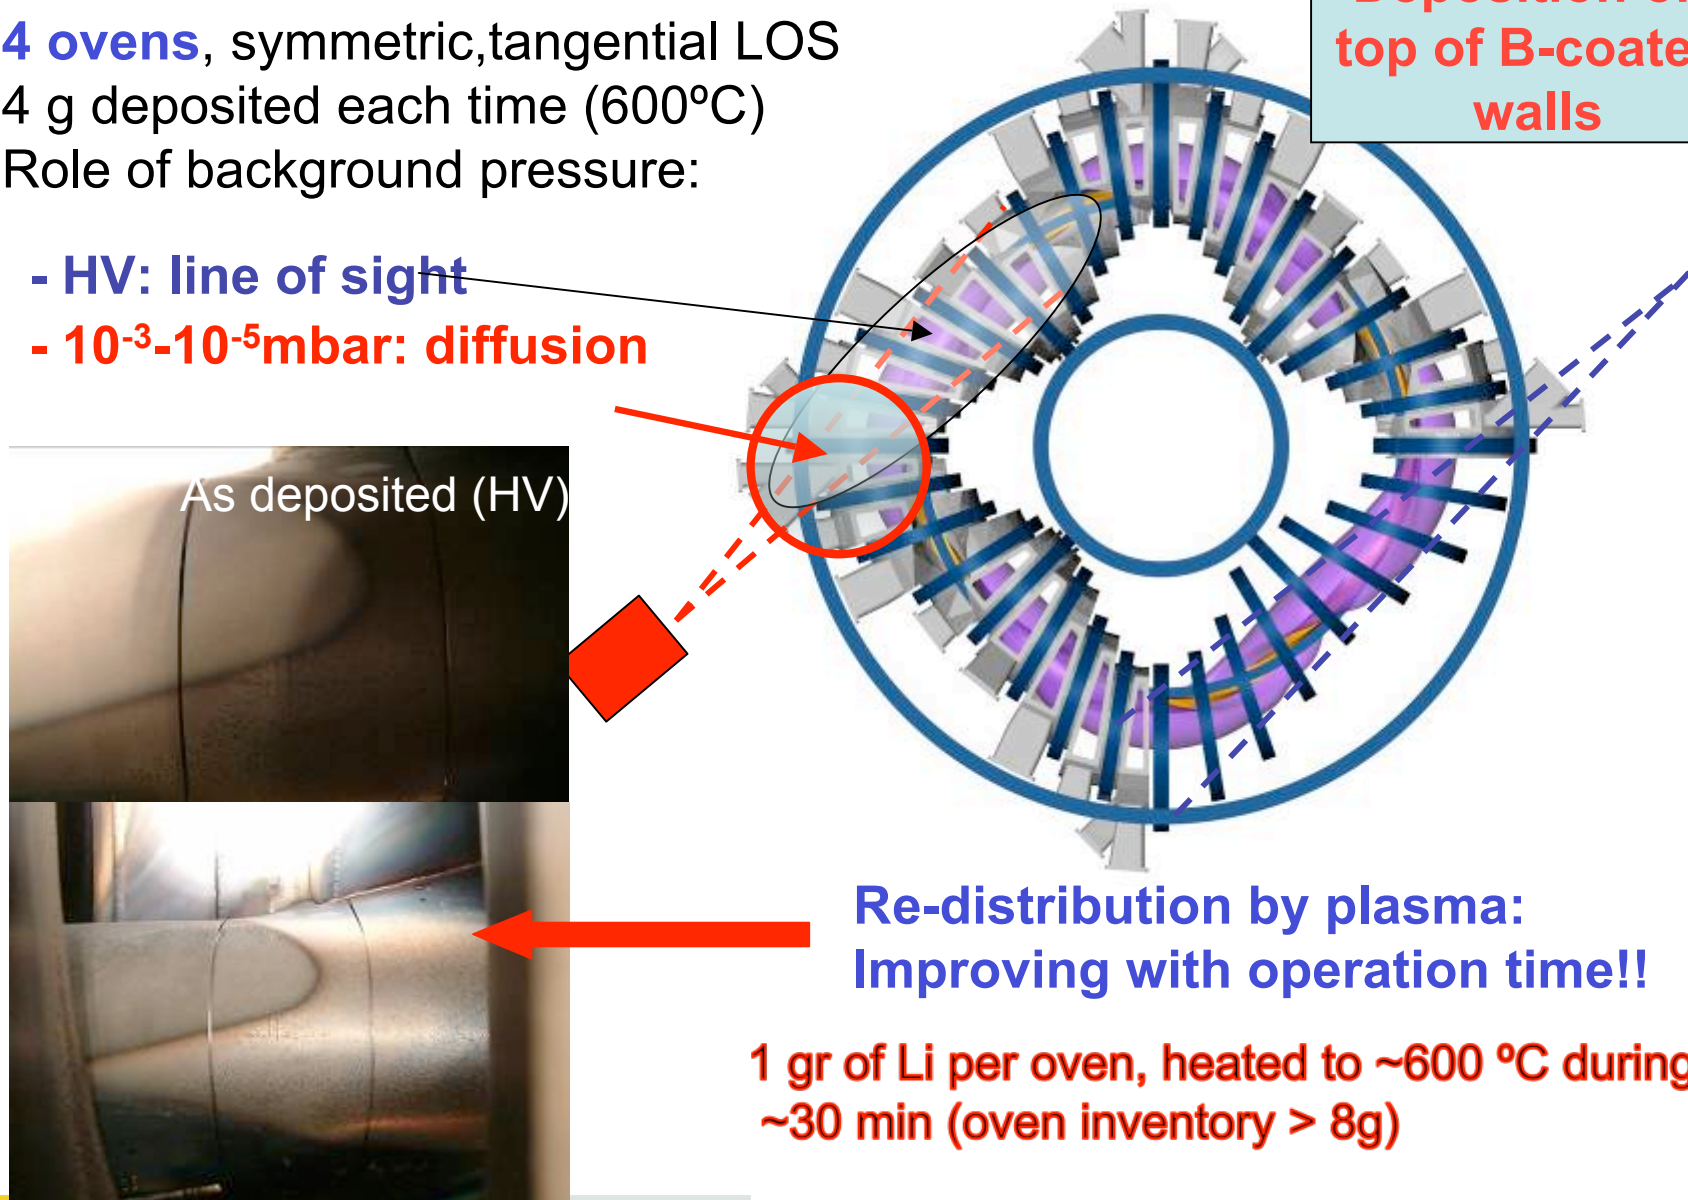 4 ovens, symmetric,tangential LOS
4 g deposited each time (600ºC)
Role of background pressure:
- HV: line of sight
- 10⁻³-10⁻⁵mbar: diffusion
top of B-coate
walls
As deposited (HV)
Re-distribution by plasma:
Improving with operation time!!
1 gr of Li per oven, heated to ~600 ºC during
~30 min (oven inventory > 8g)